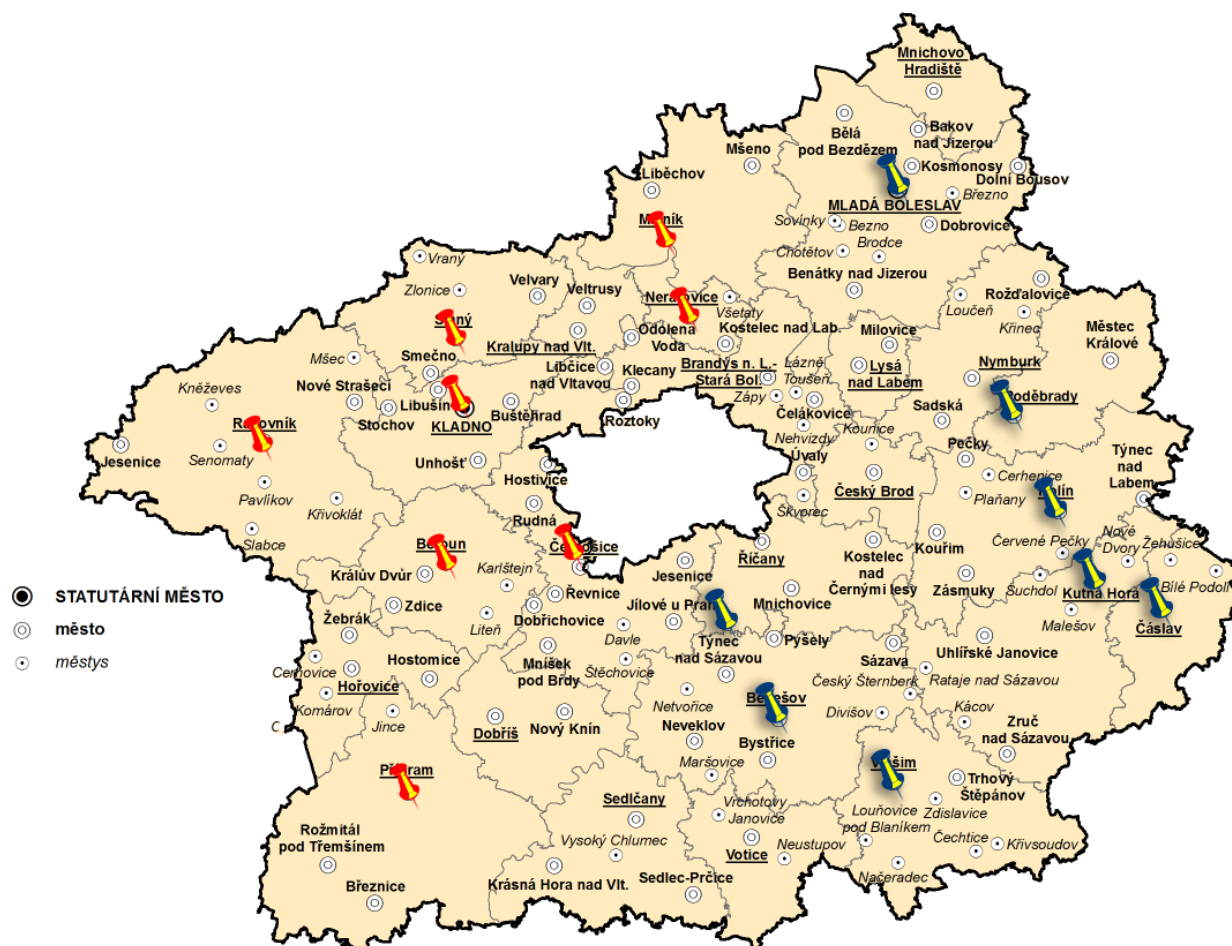 Mnichovo
Hradiště
Bělá
pod Bezdězem
Bakov
nad Jizerou
Mšeno
Kosmonosy
Dolní Bousov
Březno
Liběchov
MLADÁ BOLESLAV
Sovínky
Bezno
Dobrovice
Brodce
Chotětov
Benátky nad Jizerou
Vraný
Zlonice
Velvary
Veltrusy
Všetaty
Kostelec nad Lab.
Rožďalovice
Loučeň
Křinec
Městec
Králové
Milovice
Odolena
Voda
Kralupy nad Vlt.
Smečno
Mšec
Libčice
nad Vltavou
Klecany
Brandýs n. L.-
Stará Bol.
Lázně
Toušeň
Lysá
nad Labem
Nymburk
Poděbrady
Kněževes
Nové Strašecí
Libušín
Stochov
KLADNO
Buštěhrad
Roztoky
Zápy
Čelákovice
Sadská
Nehvizdy
Kounice
Pečky
Jesenice
Senomaty
Unhošť
Úvaly
Český Brod
Cerhenice
Plaňany
Týnec
nad
Labem
Hostivice
Pavlíkov
Křivoklát
Rudná
Škvorec
Slabce
Říčany
Kostelec
nad
Černými lesy
Kouřim
Červené Pečky
Nové
Dvory
Žehušice
Králův Dvůr
Karlštejn
Jesenice
Řevnice
Mnichovice
Zásmuky
Suchdol
Kutná Hora
Bílé Podolí
STATUTÁRNÍ MĚSTO
město
městys
Zdice
Liteň
Dobřichovice
Davle
Malešov
Čáslav
Žebrák
Hostomice
Mníšek
pod Brdy
Štěchovice
Týnec
nad Sázavou
Pyšely
Sázava
Uhlířské Janovice
Hořovice
Komárov
Český Šternberk
Rataje nad Sázavou
Jince
Dobříš
Nový Knín
Netvořice
Neveklov
Divišov
Kácov
Bystřice
Zruč
nad Sázavou
Maršovice
Trhový
Štěpánov
Sedlčany
Vrchotovy
Janovice
Louňovice
pod Blaníkem
Zdislavice
Rožmitál
pod Třemšínem
Vysoký Chlumec
Votice
Neustupov
Čechtice
Křivsoudov
Načeradec
Březnice
Krásná Hora nad Vlt.
Sedlec-Prčice